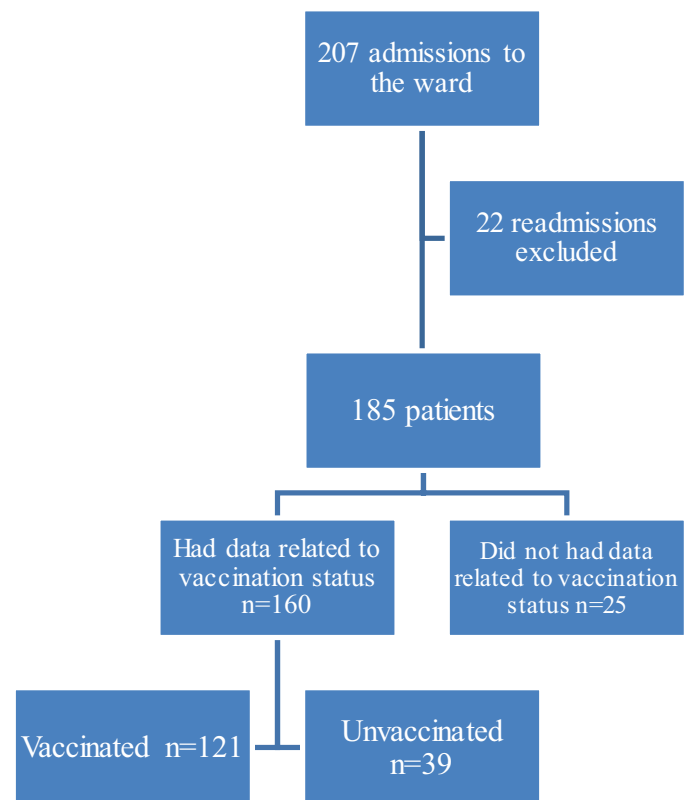 207 admissions to
the ward
22 readmissions
excluded
185 patients
Had data related to
vaccination status
n=160
Did not had data
related to vaccination
status n=25
Vaccinated n=121
Unvaccinated
n=39